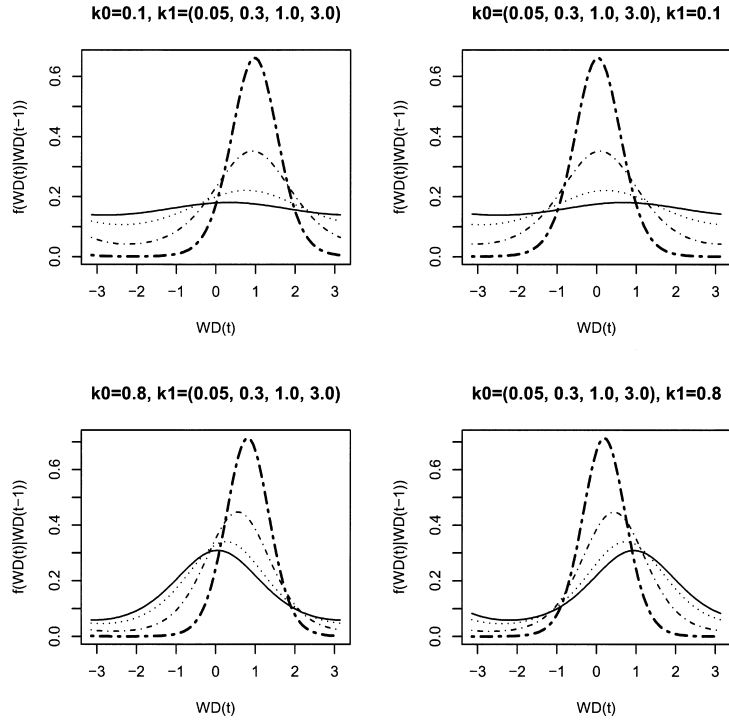 k0=0.1, k1=(0.05, 0.3, 1.0, 3.0)
f(WD(t)|WD(t−1))
0.6
0.4
0.2
0.0
−3 −2 −1 0 1 2 3
WD(t)
k0=(0.05, 0.3, 1.0, 3.0), k1=0.1
f(WD(t)|WD(t−1))
0.6
0.4
0.2
0.0
−3 −2 −1 0 1 2 3
WD(t)
k0=0.8, k1=(0.05, 0.3, 1.0, 3.0)
f(WD(t)|WD(t−1))
0.6
0.4
0.2
0.0
−3 −2 −1 0 1 2 3
WD(t)
k0=(0.05, 0.3, 1.0, 3.0), k1=0.8
f(WD(t)|WD(t−1))
0.6
0.4
0.2
0.0
−3 −2 −1 0 1 2 3
WD(t)